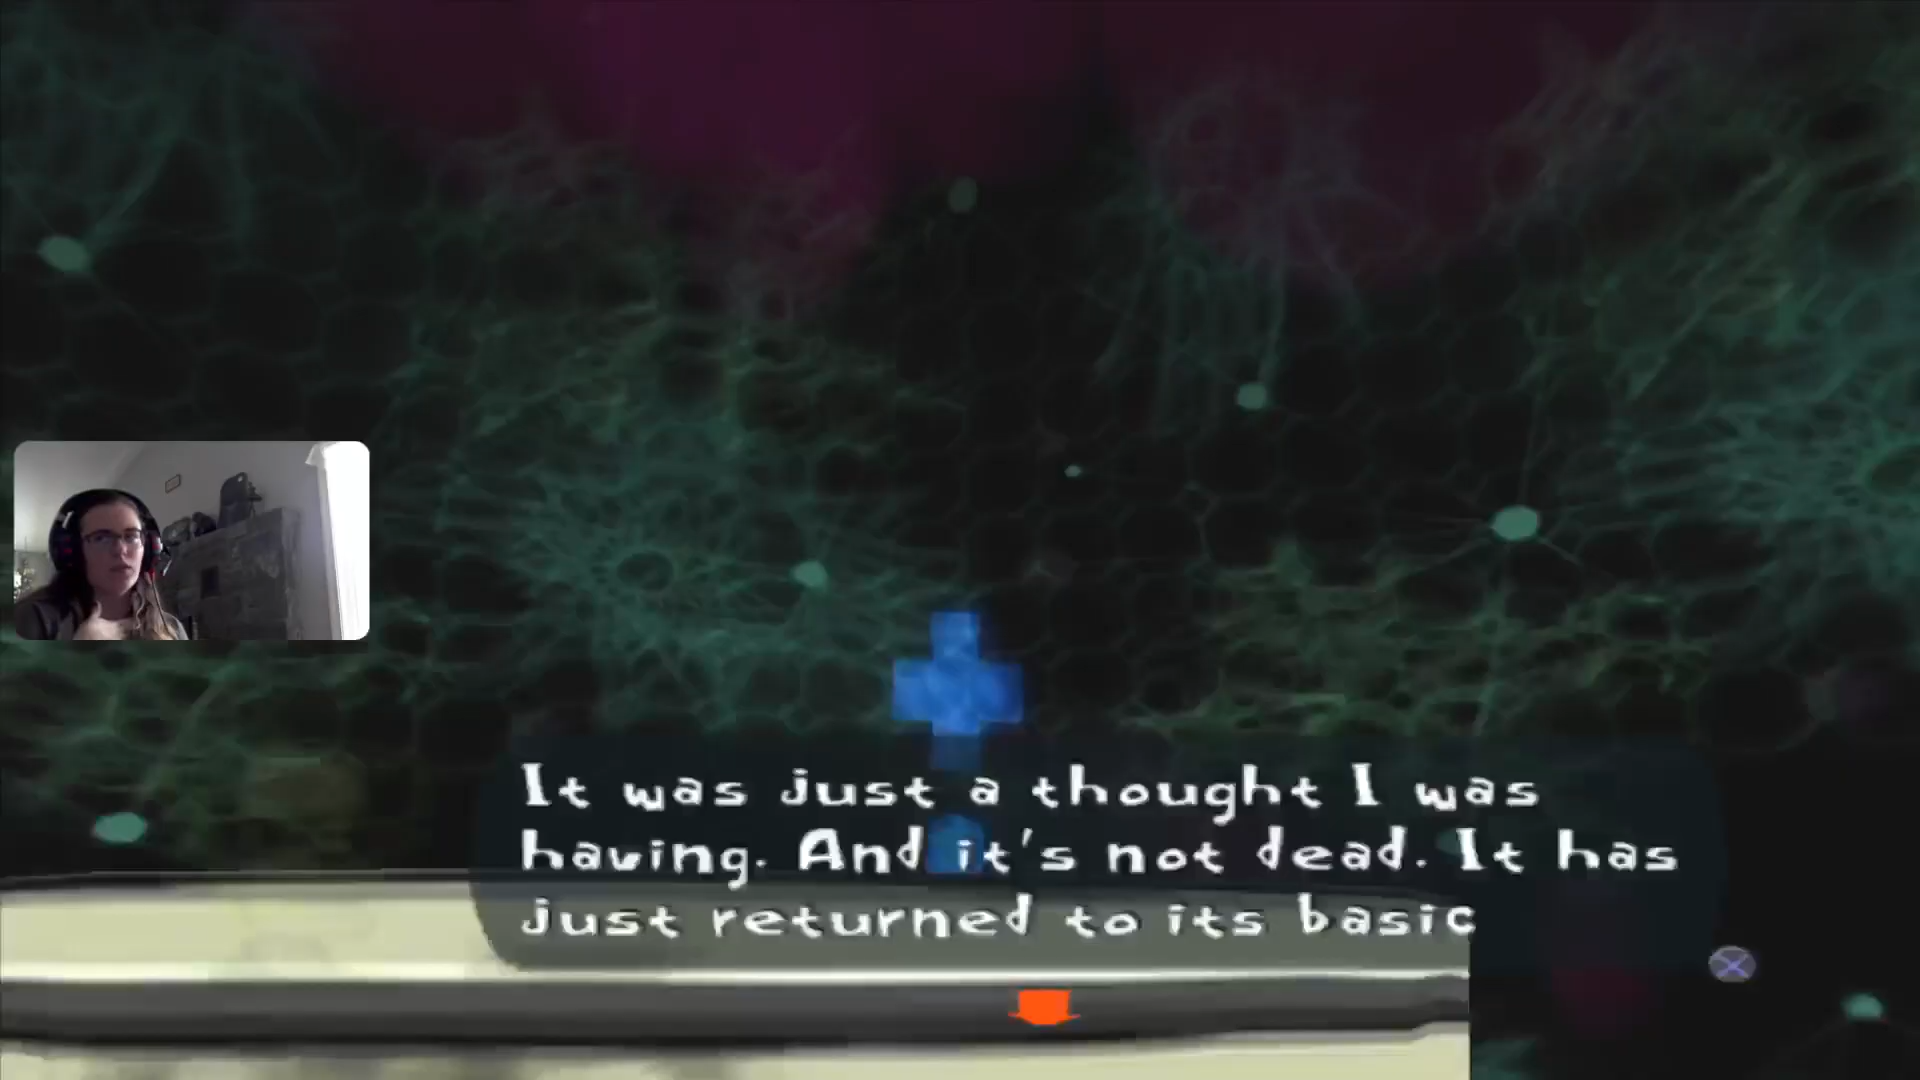 It was just a thought I was
having. And it's not dead. It has
just returned to its basic